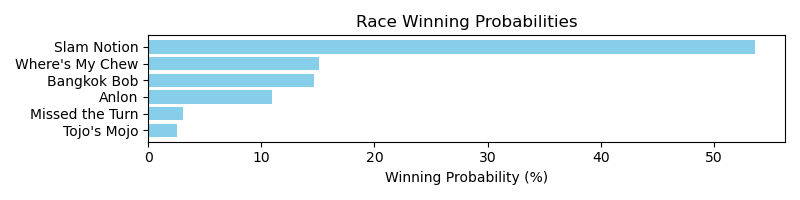 Race Winning Probabilities
Slam Notion
Where's My Chew
Bangkok Bob
Anlon
Missed the Turn
Tojo's Mojo
0 10 20 30 40 50
Winning Probability (%)